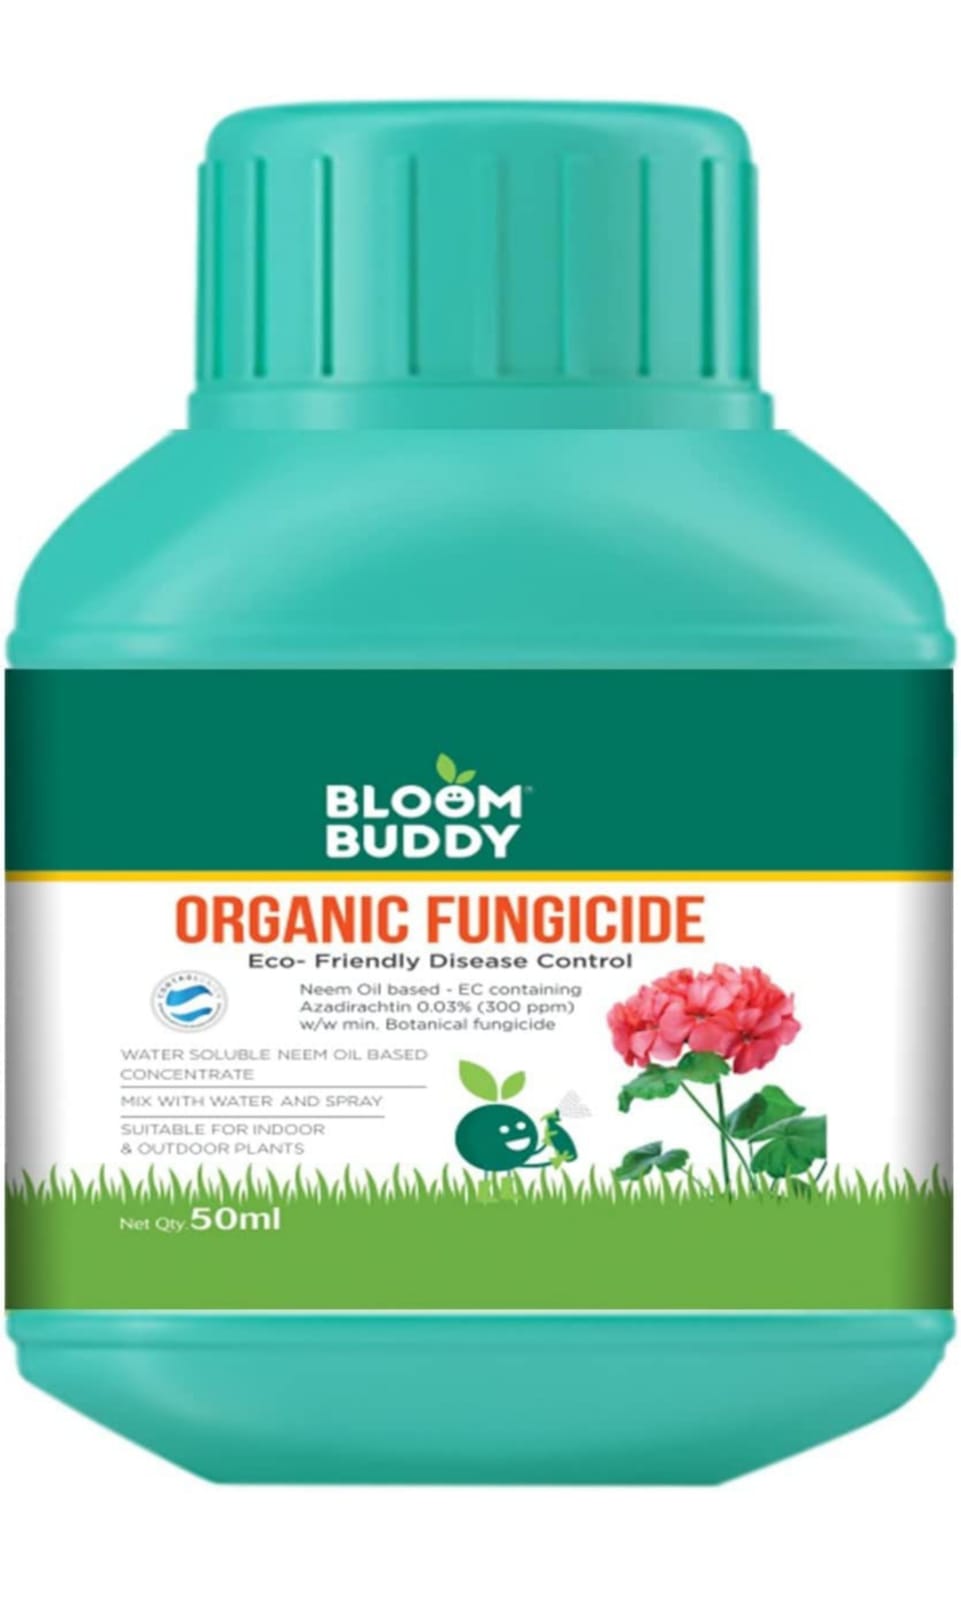 BLOOM
BUDDY
ORGANIC FUNGICIDE
Eco- Friendly Disease Control
Neem Oil based - EC containing
Azadirachtin 0.03% (300 ppm)
w/w min. Botanical fungicide
WATER SOLUBLE NEEM OIL BASED
CONCENTRATE
MIX WITH WATER AND SPRAY
SUITABLE FOR INDOOR
& OUTDOOR PLANTS
Net Qty. 50ml